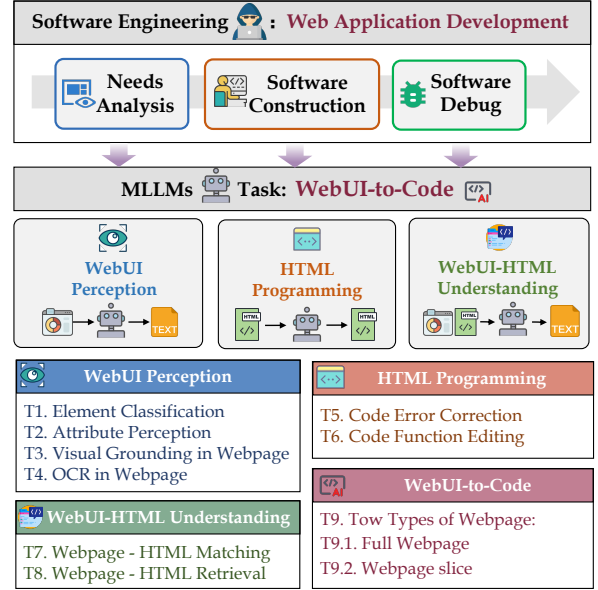 Software Engineering : Web Application Development
Needs
Analysis
Software
Construction
Software
Debug
MLLMs Task: WebUI-to-Code </> AI
WebUI
Perception
TEXT
HTML
Programming
HTML </>
HTML </>
WebUI-HTML
Understanding
HTML </>
TEXT
WebUI Perception
T1. Element Classification
T2. Attribute Perception
T3. Visual Grounding in Webpage
T4. OCR in Webpage
WebUI-HTML Understanding
T7. Webpage - HTML Matching
T8. Webpage - HTML Retrieval
HTML Programming
T5. Code Error Correction
T6. Code Function Editing
</> AI WebUI-to-Code
T9. Tow Types of Webpage:
T9.1. Full Webpage
T9.2. Webpage slice